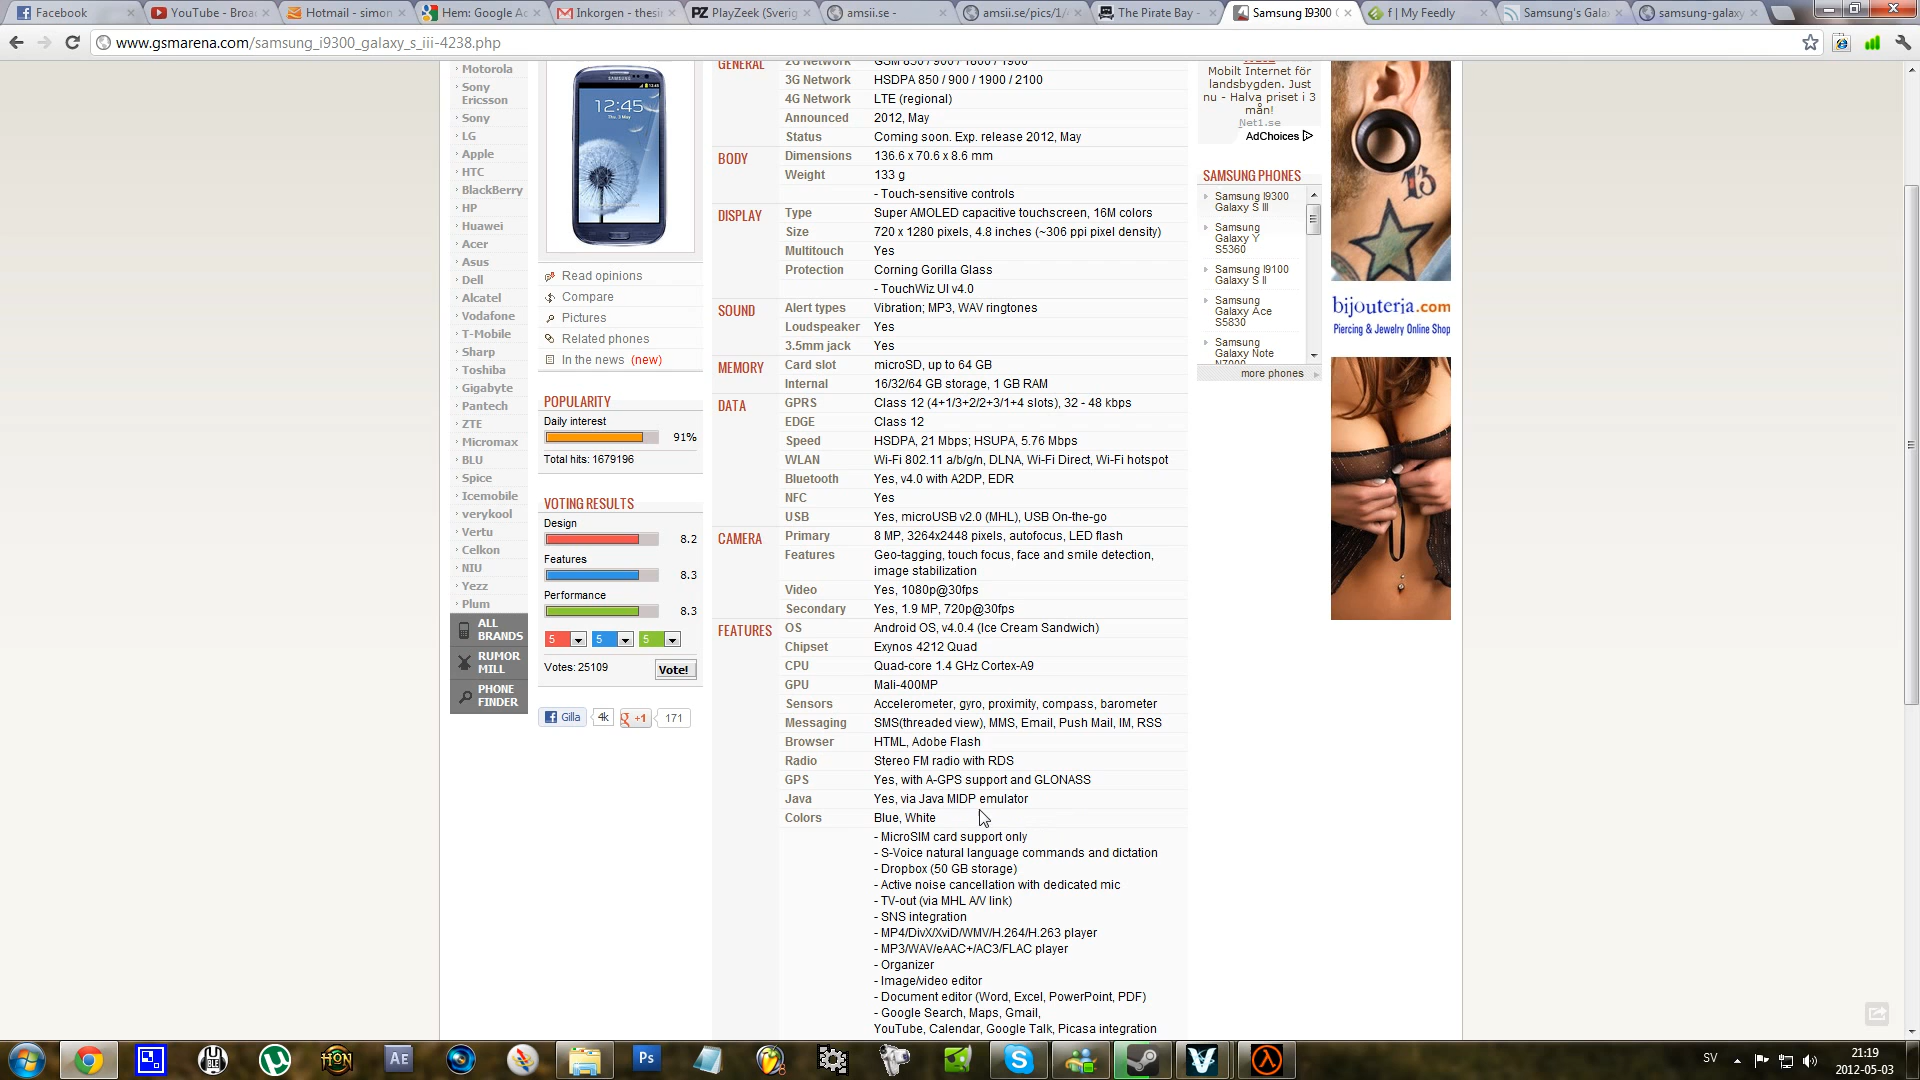 Facebook
YouTube - Broa
Hotmail - simon
Hem: Google Ac
Inkorgen - thesi
PlayZeek (Sverig
amsii.se -
amsii.se/pics/1/
The Pirate Bay -
Samsung I9300
f | My Feedly
Samsung's Gala
samsung-galaxy
www.gsmarena.com/samsung_i9300_galaxy_s_iii-4238.php
Motorola
Sony
Ericsson
Sony
LG
Apple
HTC
BlackBerry
HP
Huawei
Acer
Asus
Dell
Alcatel
Vodafone
T-Mobile
Sharp
Toshiba
Gigabyte
Pantech
ZTE
Micromax
BLU
Spice
Icemobile
verykool
Vertu
Celkon
NIU
Yezz
Plum
ALL
BRANDS
RUMOR
MILL
PHONE
FINDER
SAMSUNG
12:45
Read opinions
Compare
Pictures
Related phones
In the news (new)
POPULARITY
Daily interest
91%
Total hits: 1679196
VOTING RESULTS
Design
8.2
Features
8.3
Performance
8.3
5 5 5
Votes: 25109 Vote!
Gilla 4k +1 171
GENERAL 2G Network GSM 850 / 900 / 1800 / 1900
3G Network HSDPA 850 / 900 / 1900 / 2100
4G Network LTE (regional)
Announced 2012, May
Status Coming soon. Exp. release 2012, May
BODY Dimensions 136.6 x 70.6 x 8.6 mm
Weight 133 g
- Touch-sensitive controls
DISPLAY Type Super AMOLED capacitive touchscreen, 16M colors
Size 720 x 1280 pixels, 4.8 inches (~306 ppi pixel density)
Multitouch Yes
Protection Corning Gorilla Glass
- TouchWiz UI v4.0
SOUND Alert types Vibration; MP3, WAV ringtones
Loudspeaker Yes
3.5mm jack Yes
MEMORY Card slot microSD, up to 64 GB
Internal 16/32/64 GB storage, 1 GB RAM
DATA GPRS Class 12 (4+1/3+2/2+3/1+4 slots), 32 - 48 kbps
EDGE Class 12
Speed HSDPA, 21 Mbps; HSUPA, 5.76 Mbps
WLAN Wi-Fi 802.11 a/b/g/n, DLNA, Wi-Fi Direct, Wi-Fi hotspot
Bluetooth Yes, v4.0 with A2DP, EDR
NFC Yes
USB Yes, microUSB v2.0 (MHL), USB On-the-go
CAMERA Primary 8 MP, 3264x2448 pixels, autofocus, LED flash
Features Geo-tagging, touch focus, face and smile detection,
image stabilization
Video Yes, 1080p@30fps
Secondary Yes, 1.9 MP, 720p@30fps
FEATURES OS Android OS, v4.0.4 (Ice Cream Sandwich)
Chipset Exynos 4212 Quad
CPU Quad-core 1.4 GHz Cortex-A9
GPU Mali-400MP
Sensors Accelerometer, gyro, proximity, compass, barometer
Messaging SMS(threaded view), MMS, Email, Push Mail, IM, RSS
Browser HTML, Adobe Flash
Radio Stereo FM radio with RDS
GPS Yes, with A-GPS support and GLONASS
Java Yes, via Java MIDP emulator
Colors Blue, White
- MicroSIM card support only
- S-Voice natural language commands and dictation
- Dropbox (50 GB storage)
- Active noise cancellation with dedicated mic
- TV-out (via MHL A/V link)
- SNS integration
- MP4/DivX/XviD/WMV/H.264/H.263 player
- MP3/WAV/eAAC+/AC3/FLAC player
- Organizer
- Image/video editor
- Document editor (Word, Excel, PowerPoint, PDF)
- Google Search, Maps, Gmail,
YouTube, Calendar, Google Talk, Picasa integration
Mobilt Internet för
landsbygden. Just
nu - Halva priset i 3
mån!
Net1.se
AdChoices
SAMSUNG PHONES
Samsung I9300
Galaxy S III
Samsung
Galaxy Y
S5360
Samsung I9100
Galaxy S II
Samsung
Galaxy Ace
S5830
Samsung
Galaxy Note
N7000
more phones
13
bijouteria.com
Piercing & Jewelry Online Shop
HON
Ae
Ps
SV
21:19
2012-05-03